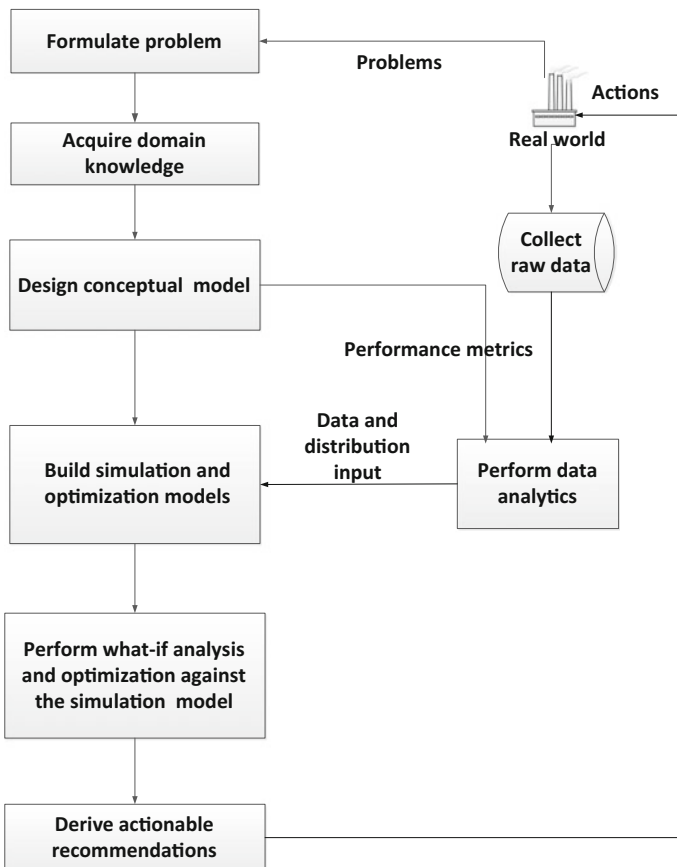 Formulate problem
Problems
Actions
Real world
Acquire domain
knowledge
Collect
raw data
Design conceptual model
Performance metrics
Data and
distribution
input
Build simulation and
optimization models
Perform data
analytics
Perform what-if analysis
and optimization against
the simulation model
Derive actionable
recommendations